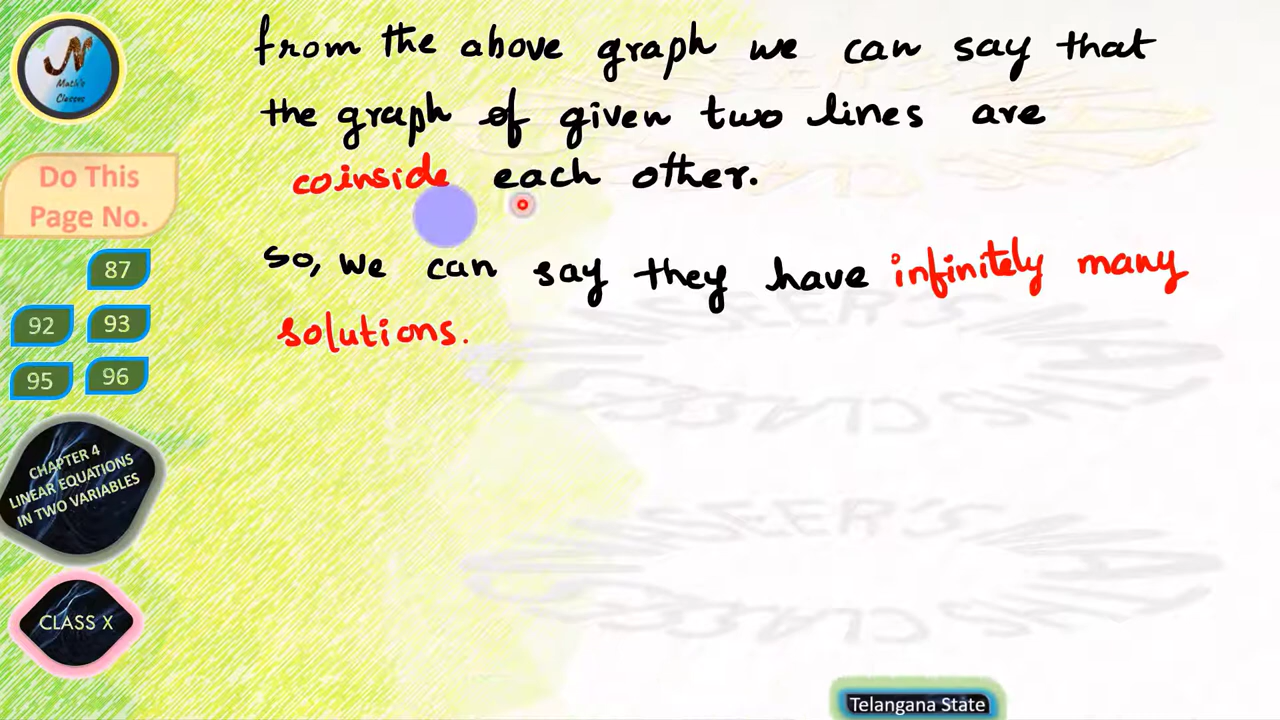 N
Math's
Classes
from the above graph we can say that
the graph of given two lines are
coinside each other.
so, we can say they have infinitely many
solutions.
Do This
Page No.
87
92 93
95 96
CHAPTER 4
LINEAR EQUATIONS
IN TWO VARIABLES
CLASS X
Telangana State